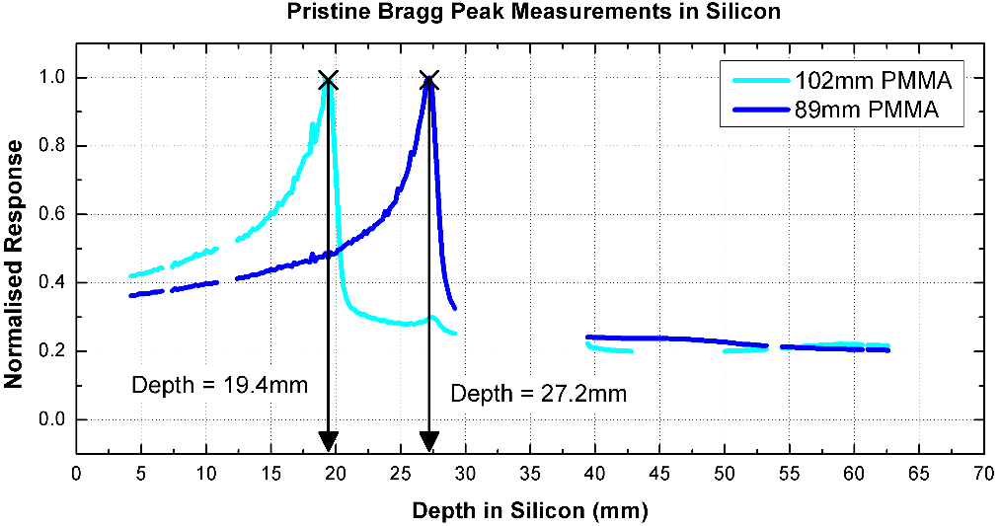 Pristine Bragg Peak Measurements in Silicon
102mm PMMA
89mm PMMA
Normalised Response
1.0
0.8
0.6
0.4
0.2
0.0
Depth = 19.4mm
Depth = 27.2mm
0 5 10 15 20 25 30 35 40 45 50 55 60 65 70
Depth in Silicon (mm)